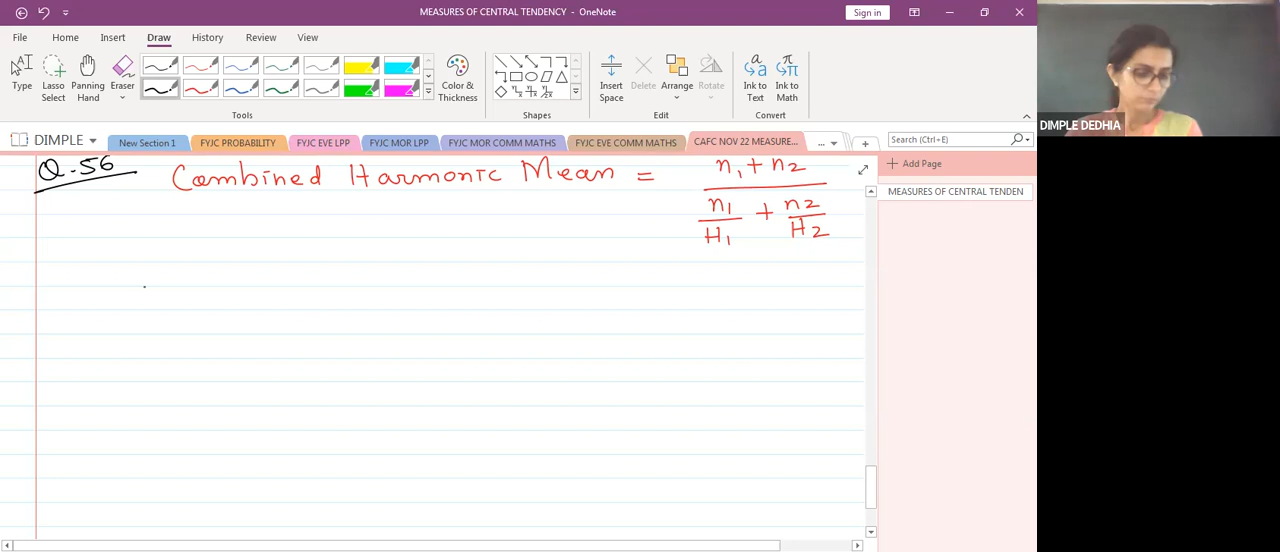 MEASURES OF CENTRAL TENDENCY - OneNote
Sign in
File Home Insert Draw History Review View
Type
Lasso Select
Panning Hand
Eraser
Color & Thickness
Insert Space
Delete
Arrange
Rotate
Ink to Text
Ink to Math
Tools Shapes Edit Convert
DIMPLE
New Section 1
FYJC PROBABILITY
FYJC EVE LPP
FYJC MOR LPP
FYJC MOR COMM MATHS
FYJC EVE COMM MATHS
CAFC NOV 22 MEASURE...
...
Search (Ctrl+E)
DIMPLE DEDHIA
Add Page
MEASURES OF CENTRAL TENDEN
Q.56 Combined Harmonic Mean = n₁ + n₂
n₁ + n₂
H₁ H₂